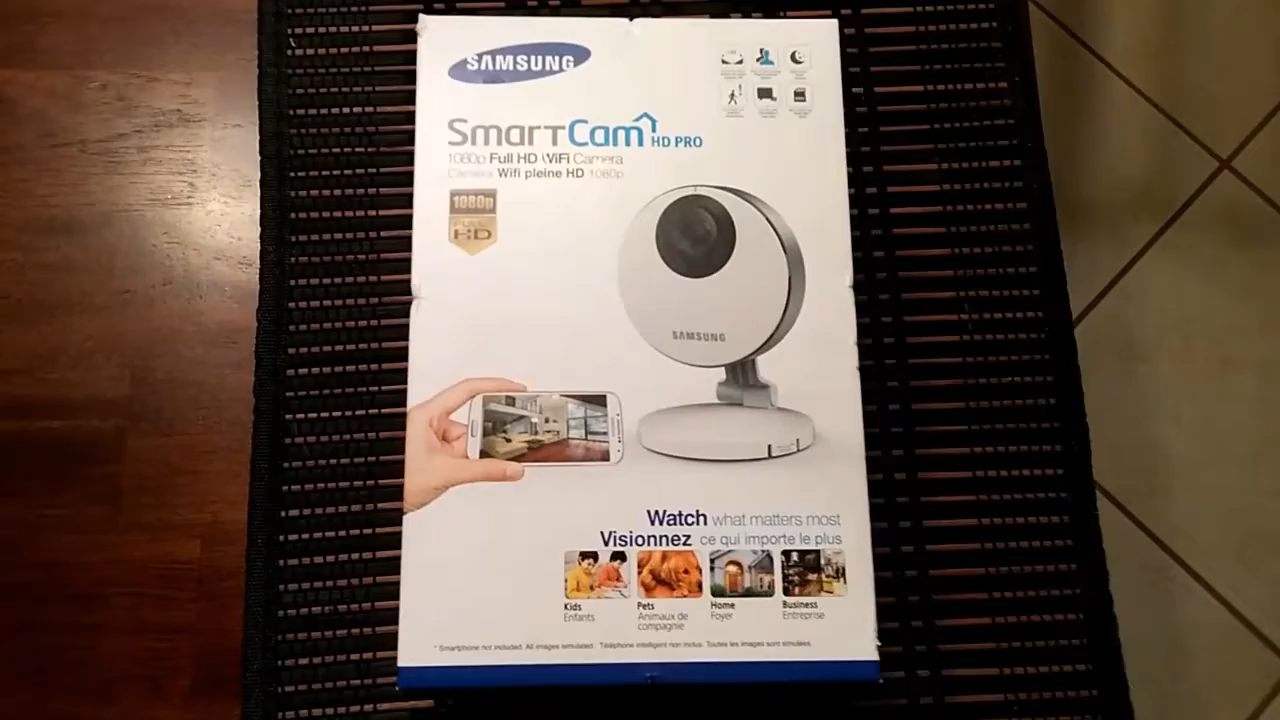 SAMSUNG
SMARTCam HD PRO
1080p Full HD WiFi Camera
Caméra Wifi pleine HD 1080p
1080p
FULL
HD
SAMSUNG
Watch what matters most
Visionnez ce qui importe le plus
Kids
Enfants
Pets
Animaux de
compagnie
Home
Foyer
Business
Entreprise
* Smartphone not included. All images simulated. Téléphone intelligent non inclus. Toutes les images sont simulées.